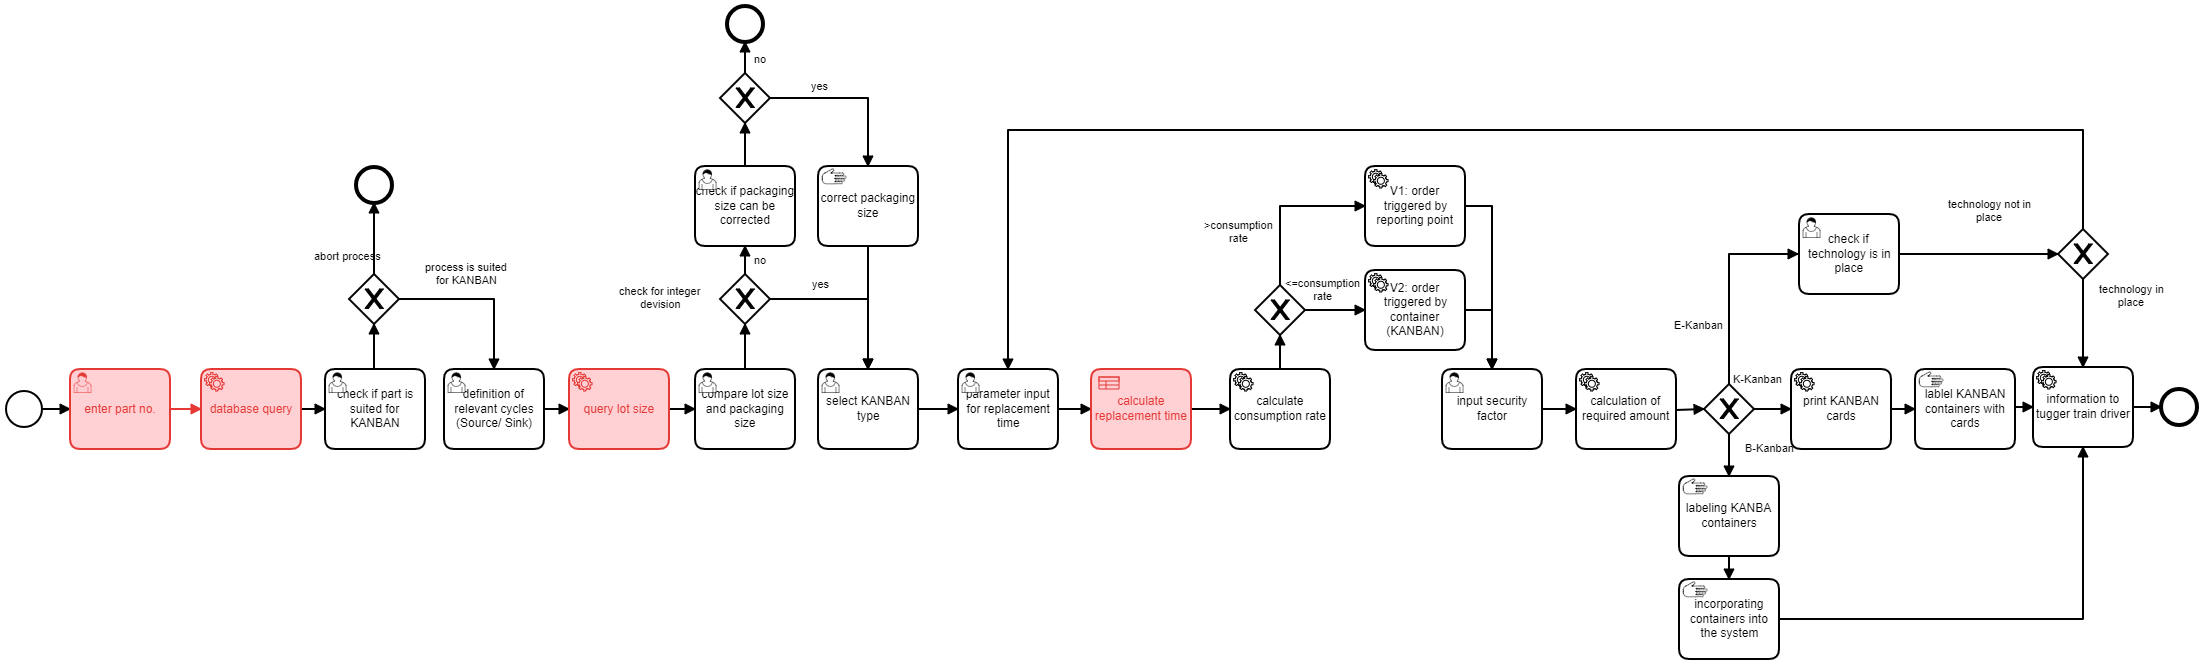 no
yes
check if packaging
size can be
corrected
correct packaging
size
abort process
process is suited
for KANBAN
check for integer
devision
no
yes
>consumption
rate
<=consumption
rate
V1: order
triggered by
reporting point
V2: order
triggered by
container
(KANBAN)
technology not in
place
check if
technology is in
place
technology in
place
E-Kanban
K-Kanban
B-Kanban
enter part no.
database query
check if part is
suited for
KANBAN
definition of
relevant cycles
(Source/ Sink)
query lot size
compare lot size
and packaging
size
select KANBAN
type
parameter input
for replacement
time
calculate
replacement time
calculate
consumption rate
input security
factor
calculation of
required amount
print KANBAN
cards
lablel KANBAN
containers with
cards
information to
tugger train driver
labeling KANBA
containers
incorporating
containers into
the system